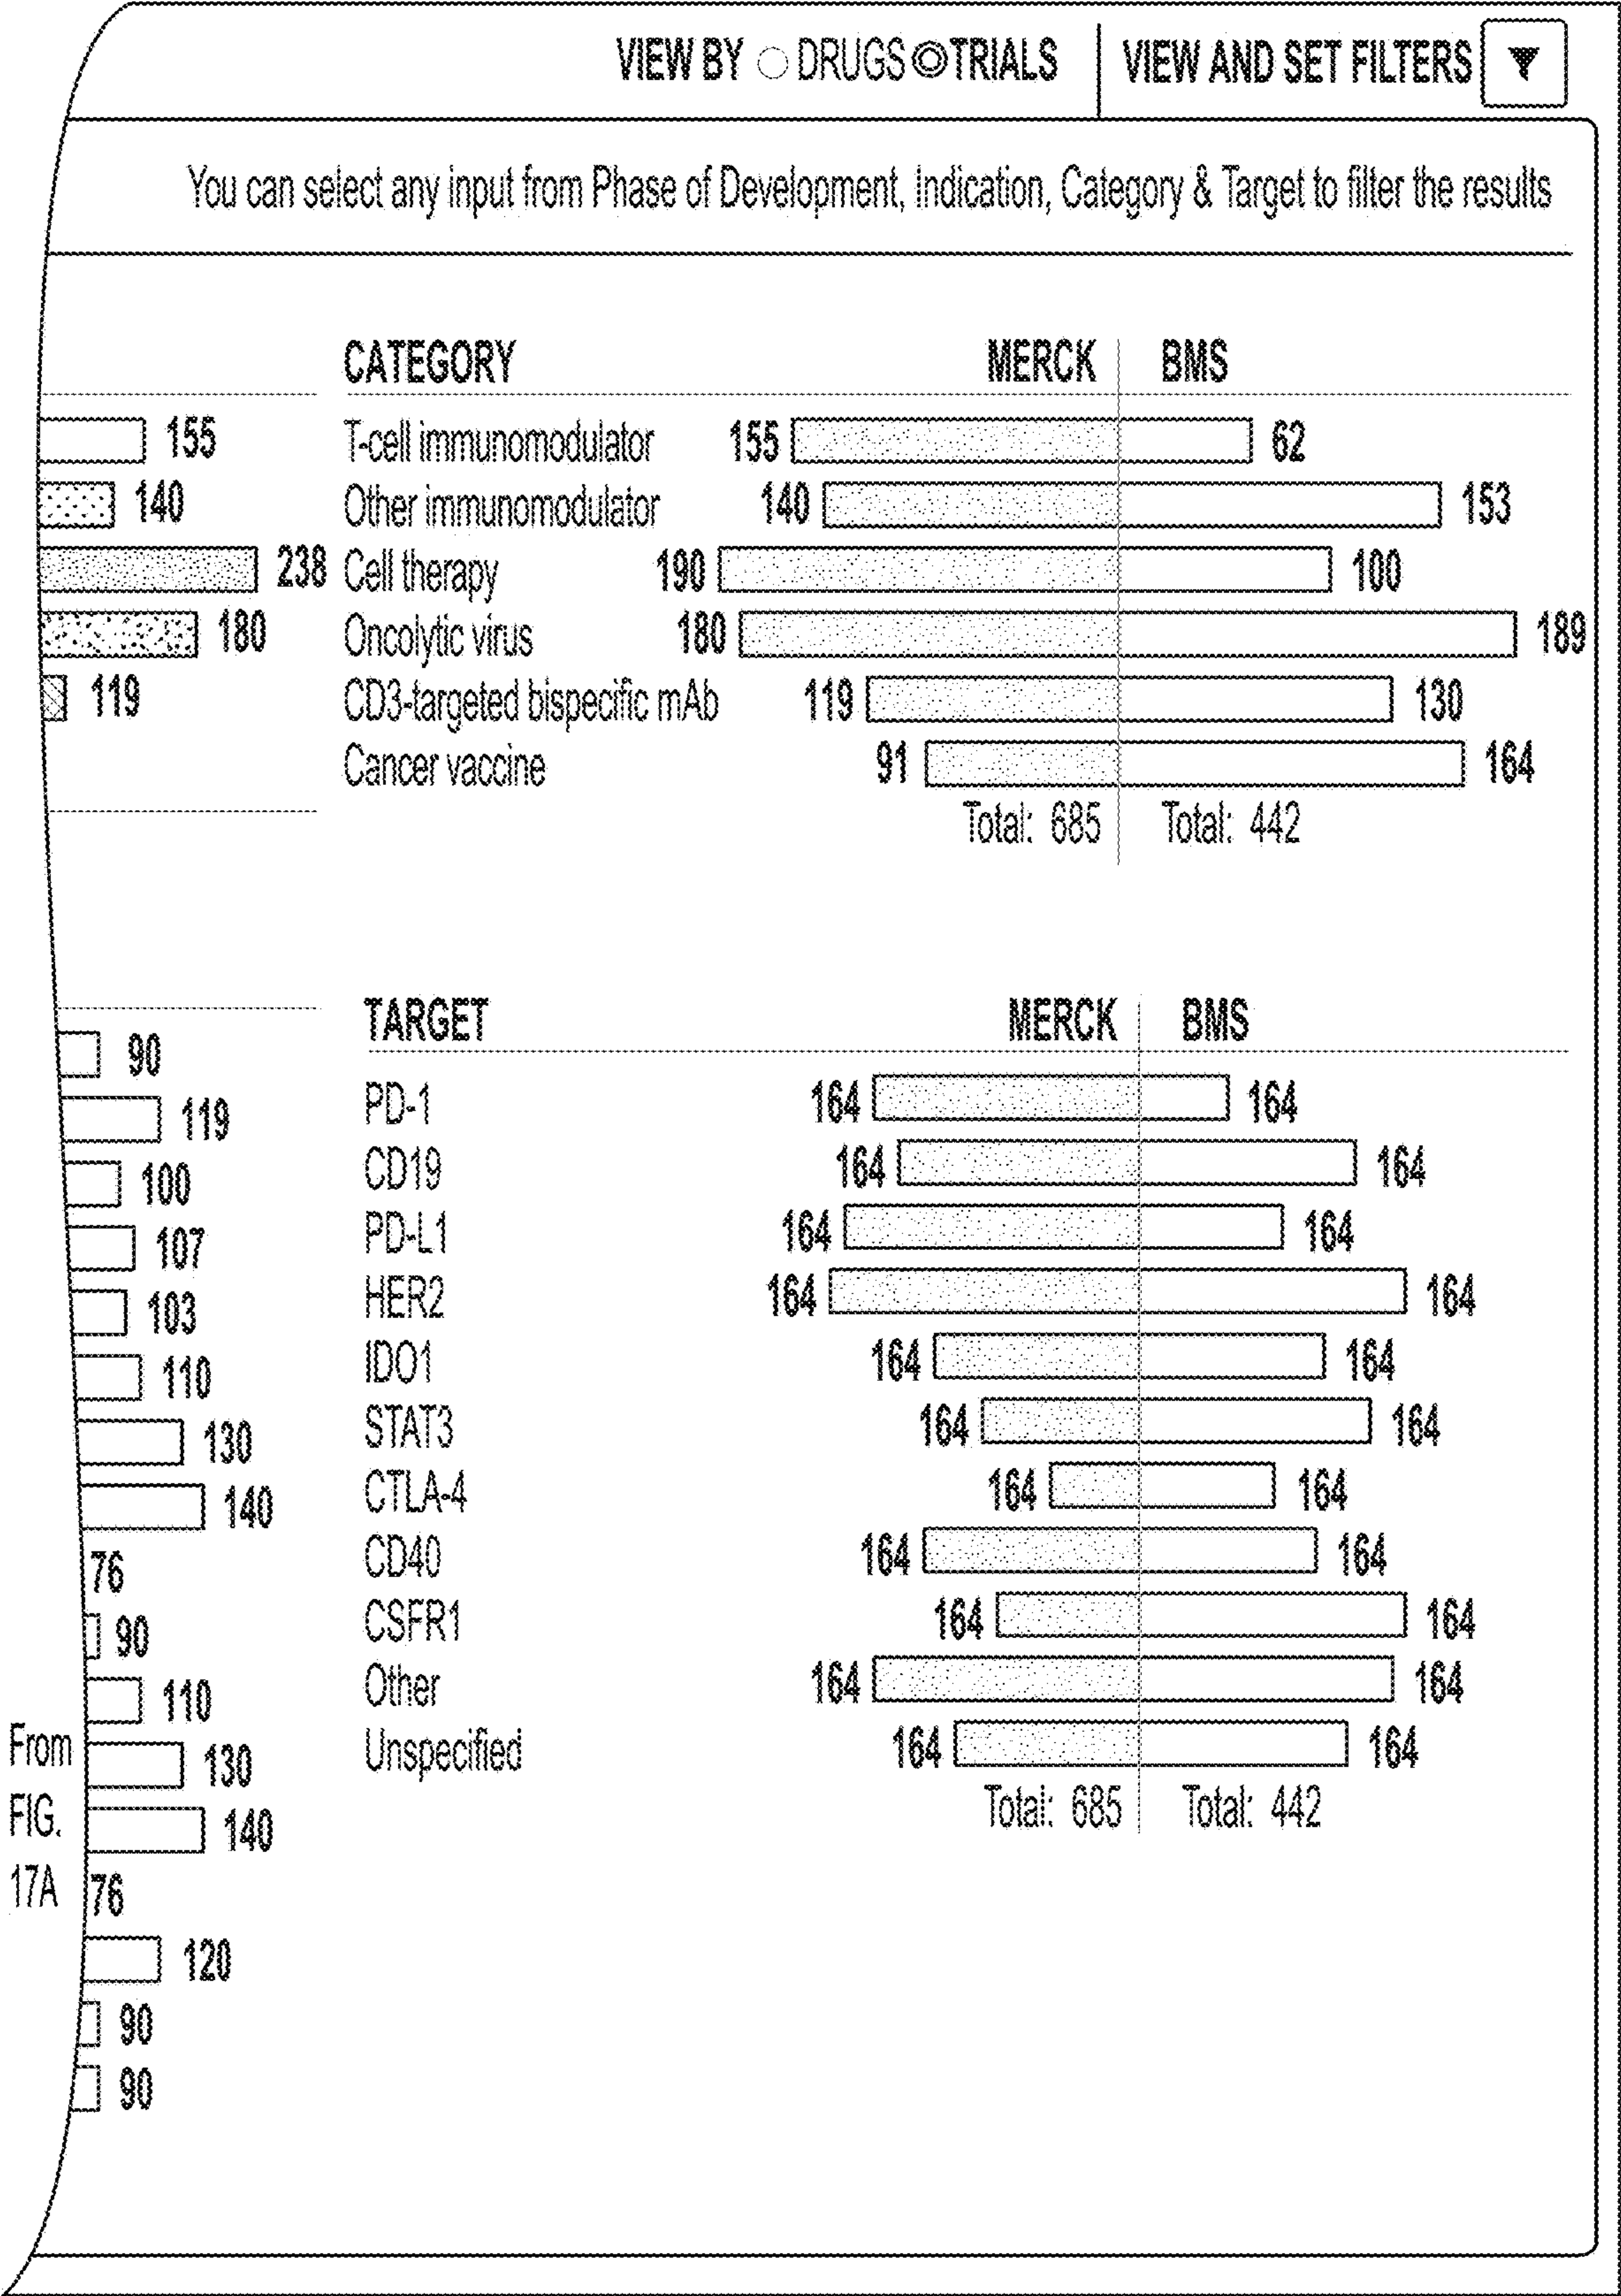 VIEW BY DRUGS TRIALS VIEW AND SET FILTERS
You can select any input from Phase of Development, Indication, Category & Target to filter the results
CATEGORY MERCK BMS
155 T-cell immunomodulator 155 62
140 Other immunomodulator 140 153
238 Cell therapy 190 100
180 Oncolytic virus 180 189
119 CD3-targeted bispecific mAb 119 130
Cancer vaccine 91 164
Total: 685 Total: 442
TARGET MERCK BMS
90
119 PD-1 164 164
100 CD19 164 164
107 PD-L1 164 164
103 HER2 164 164
110 IDO1 164 164
130 STAT3 164 164
140 CTLA-4 164 164
76 CD40 164 164
90 CSFR1 164 164
110 Other 164 164
130 Unspecified 164 164
140 Total: 685 Total: 442
76
120
90
90
From
FIG.
17A